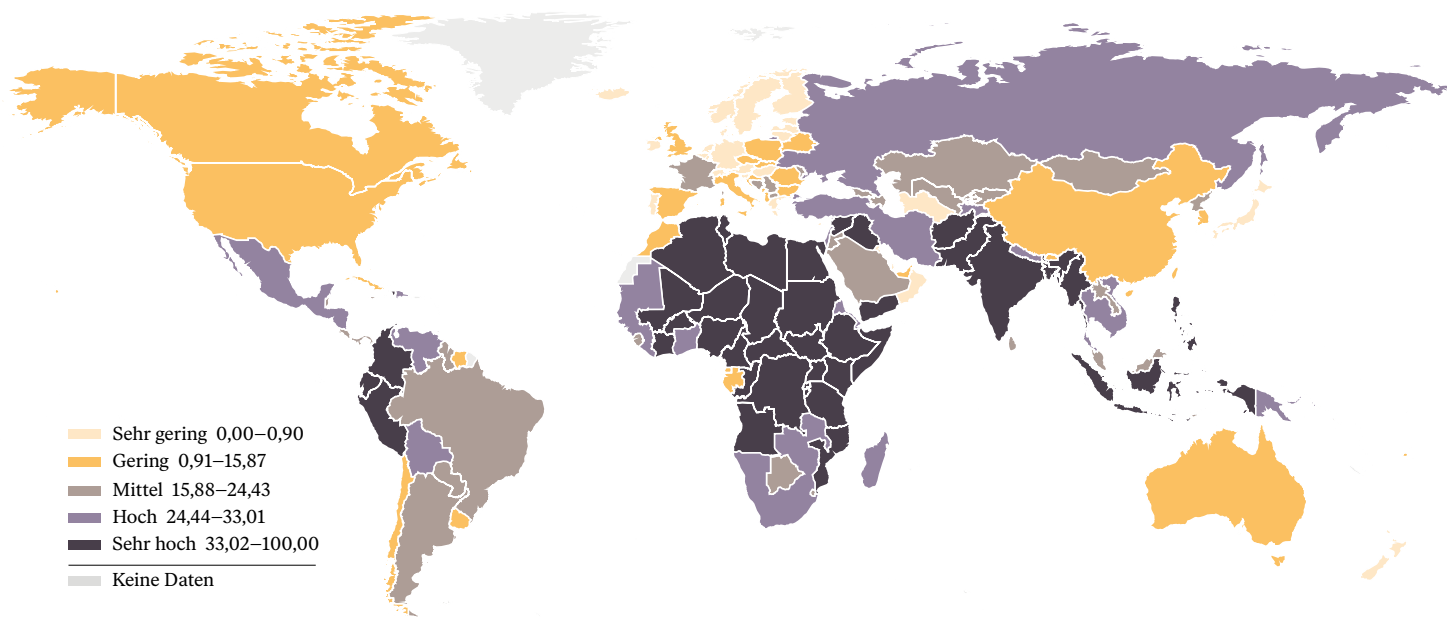 Sehr gering 0,00–0,90
Gering 0,91–15,87
Mittel 15,88–24,43
Hoch 24,44–33,01
Sehr hoch 33,02–100,00
Keine Daten